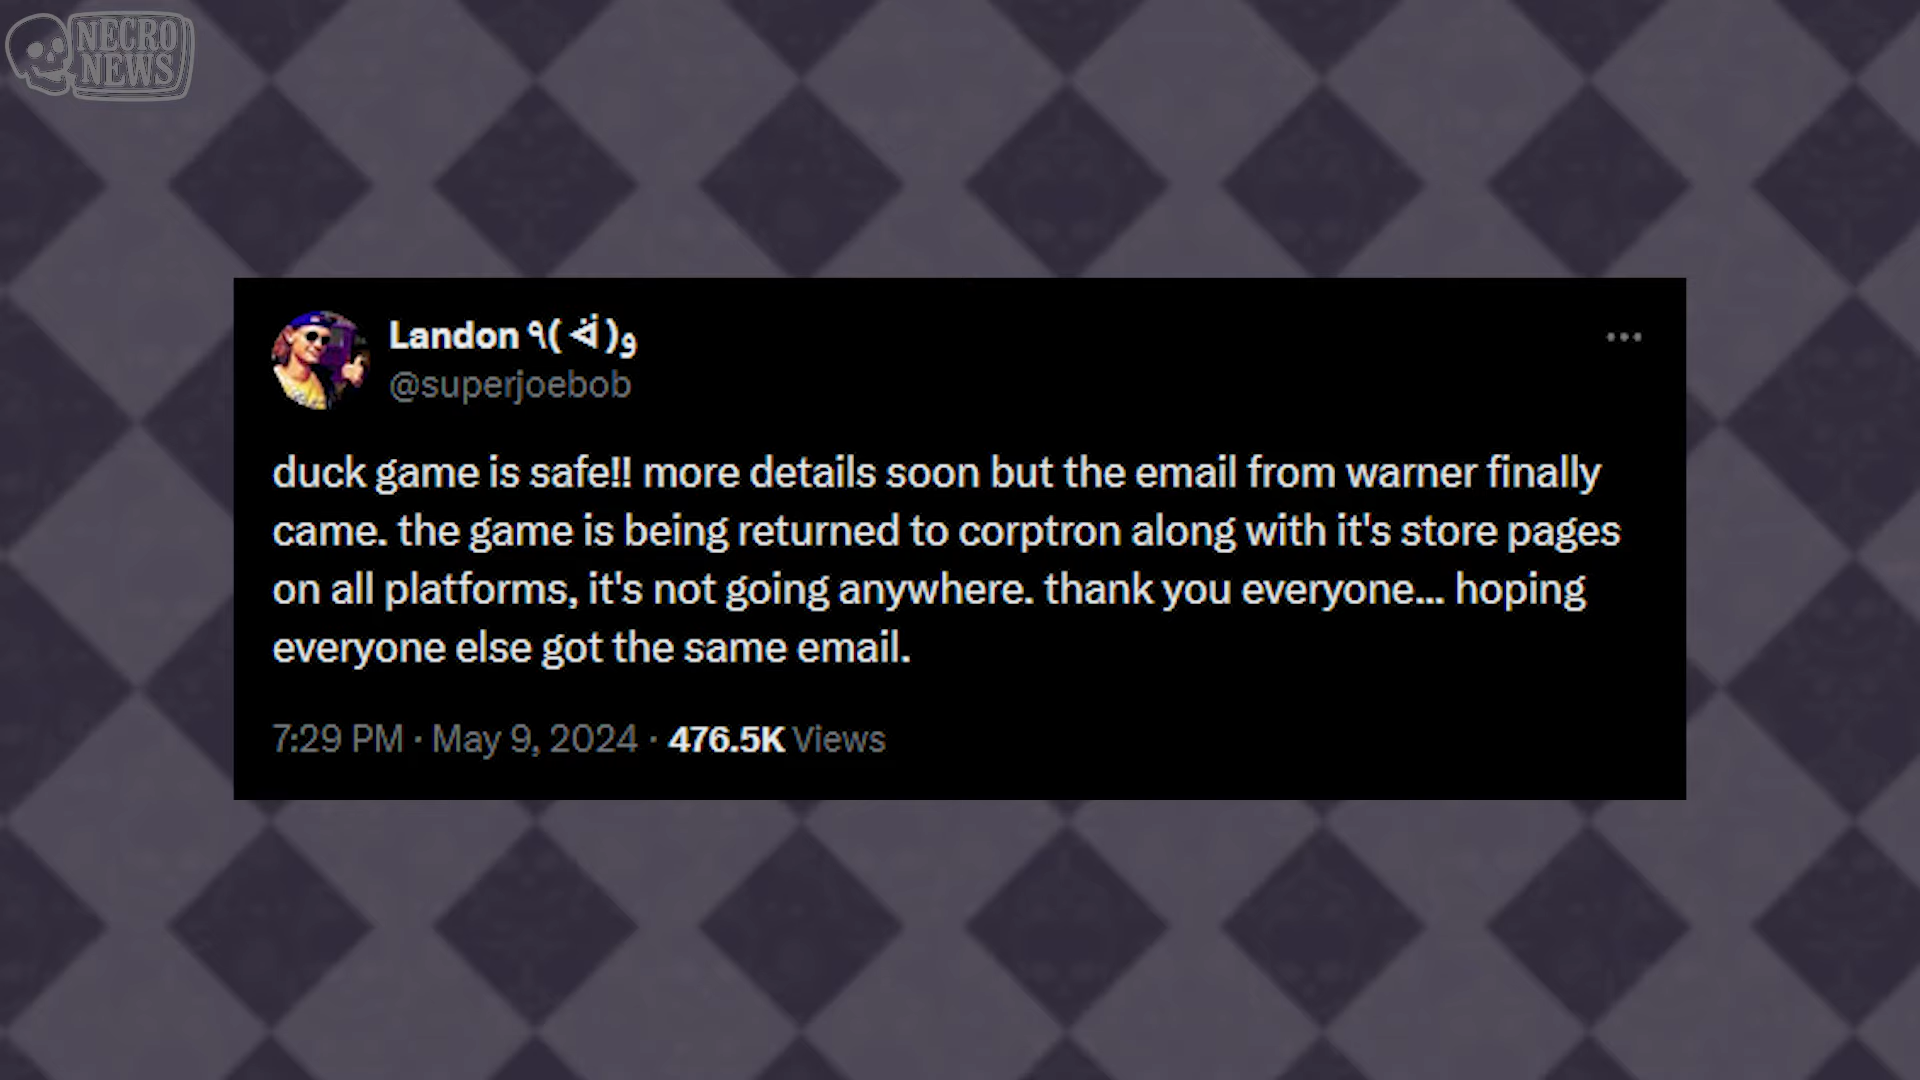 NECRO
NEWS
Landon ٩( ᐛ )و
@superjoebob
duck game is safe!! more details soon but the email from warner finally
came. the game is being returned to corptron along with it's store pages
on all platforms, it's not going anywhere. thank you everyone... hoping
everyone else got the same email.
7:29 PM · May 9, 2024 · 476.5K Views